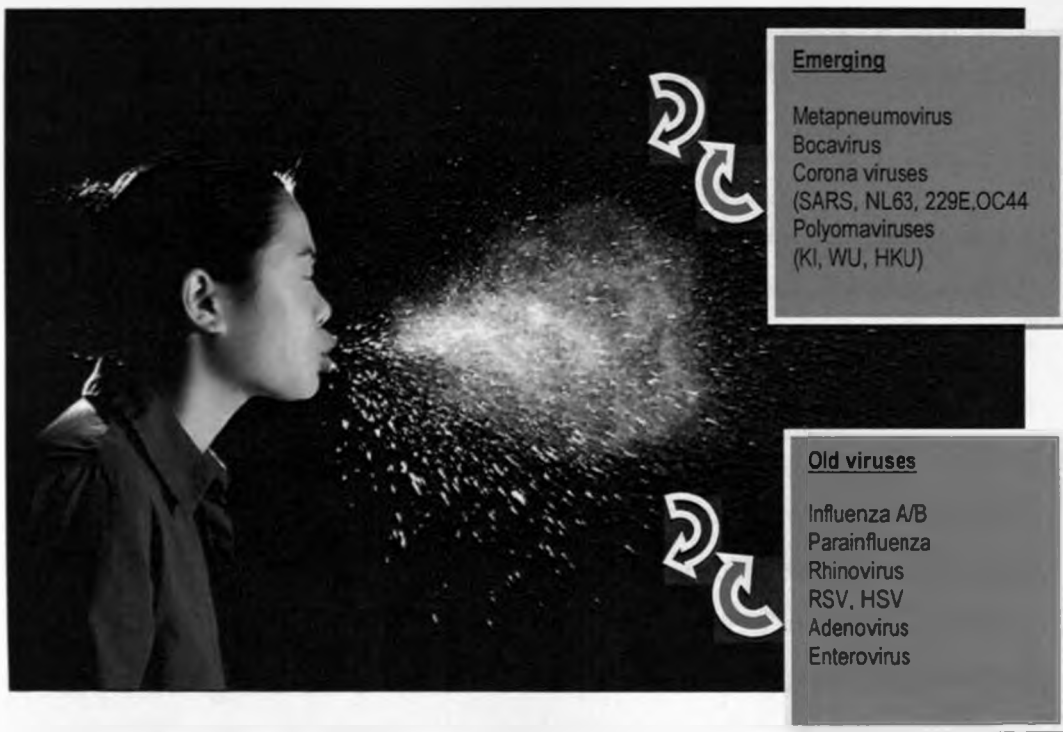 Emerging
Metapneumovirus
Bocavirus
Corona viruses
(SARS, NL63, 229E,OC44
Polyomaviruses
(KI, WU, HKU)
Old viruses
Influenza A/B
Parainfluenza
Rhinovirus
RSV, HSV
Adenovirus
Enterovirus